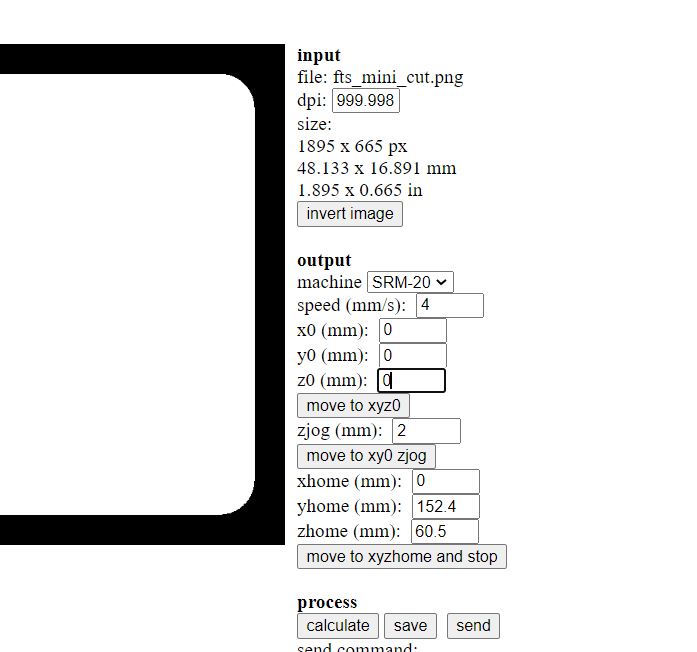 input
file: fts_mini_cut.png
dpi: 999.998
size:
1895 x 665 px
48.133 x 16.891 mm
1.895 x 0.665 in
invert image
output
machine SRM-20
speed (mm/s): 4
x0 (mm): 0
y0 (mm): 0
z0 (mm): 0
move to xyz0
zjog (mm): 2
move to xy0 zjog
xhome (mm): 0
yhome (mm): 152.4
zhome (mm): 60.5
move to xyzhome and stop
process
calculate save send
send command: